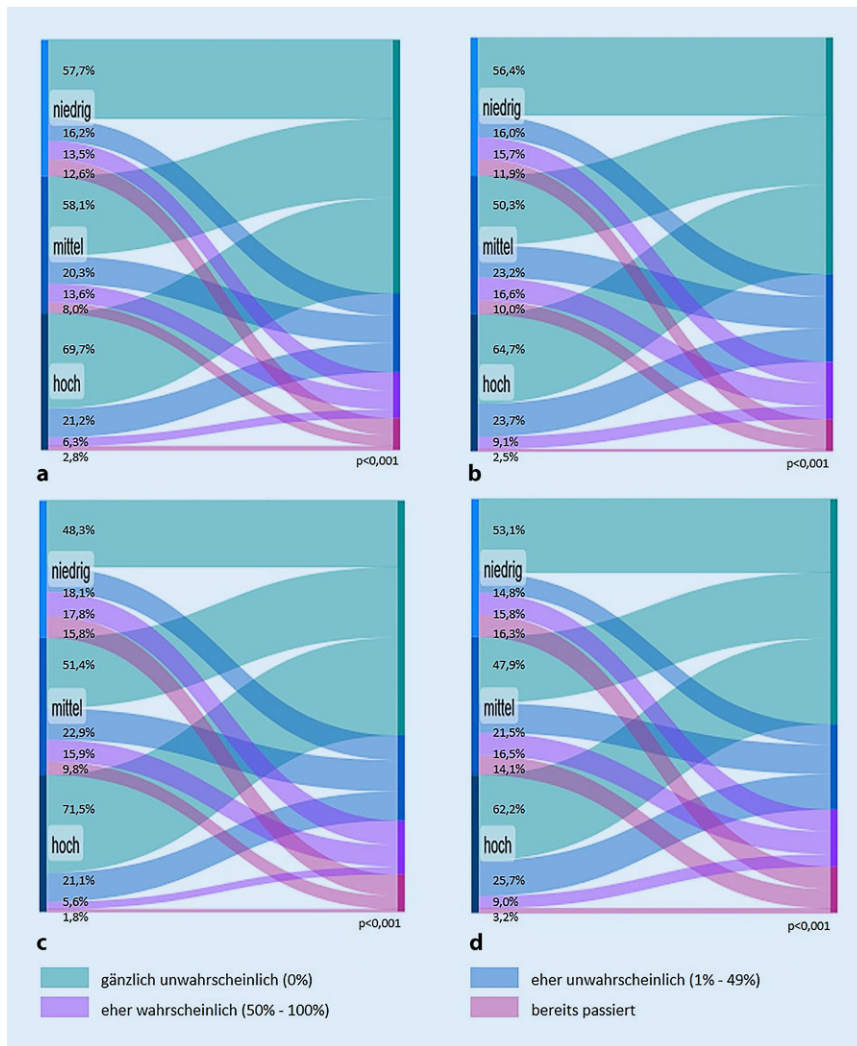 57,7%
niedrig
16,2%
13,5%
12,6%
58,1%
mittel
20,3%
13,6%
8,0%
69,7%
hoch
21,2%
6,3%
2,8%
a
p<0,001
56,4%
niedrig
16,0%
15,7%
11,9%
50,3%
mittel
23,2%
16,6%
10,0%
64,7%
hoch
23,7%
9,1%
2,5%
b
p<0,001
48,3%
niedrig
18,1%
17,8%
15,8%
51,4%
mittel
22,9%
15,9%
9,8%
71,5%
hoch
21,1%
5,6%
1,8%
c
p<0,001
53,1%
niedrig
14,8%
15,8%
16,3%
47,9%
mittel
21,5%
16,5%
14,1%
62,2%
hoch
25,7%
9,0%
3,2%
d
p<0,001
gänzlich unwahrscheinlich (0%)
eher unwahrscheinlich (1% - 49%)
eher wahrscheinlich (50% - 100%)
bereits passiert